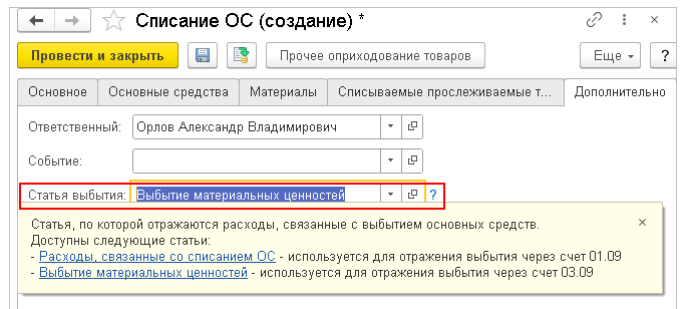 Списание ОС (создание) *
Провести и закрыть Прочее оприходование товаров Еще ?
Основное Основные средства Материалы Списываемые прослеживаемые т... Дополнительно
Ответственный: Орлов Александр Владимирович
Событие:
Статья выбытия: Выбытие материальных ценностей ?
Статья, по которой отражаются расходы, связанные с выбытием основных средств.
Доступны следующие статьи:
- Расходы, связанные со списанием ОС - используется для отражения выбытия через счет 01.09
- Выбытие материальных ценностей - используется для отражения выбытия через счет 03.09